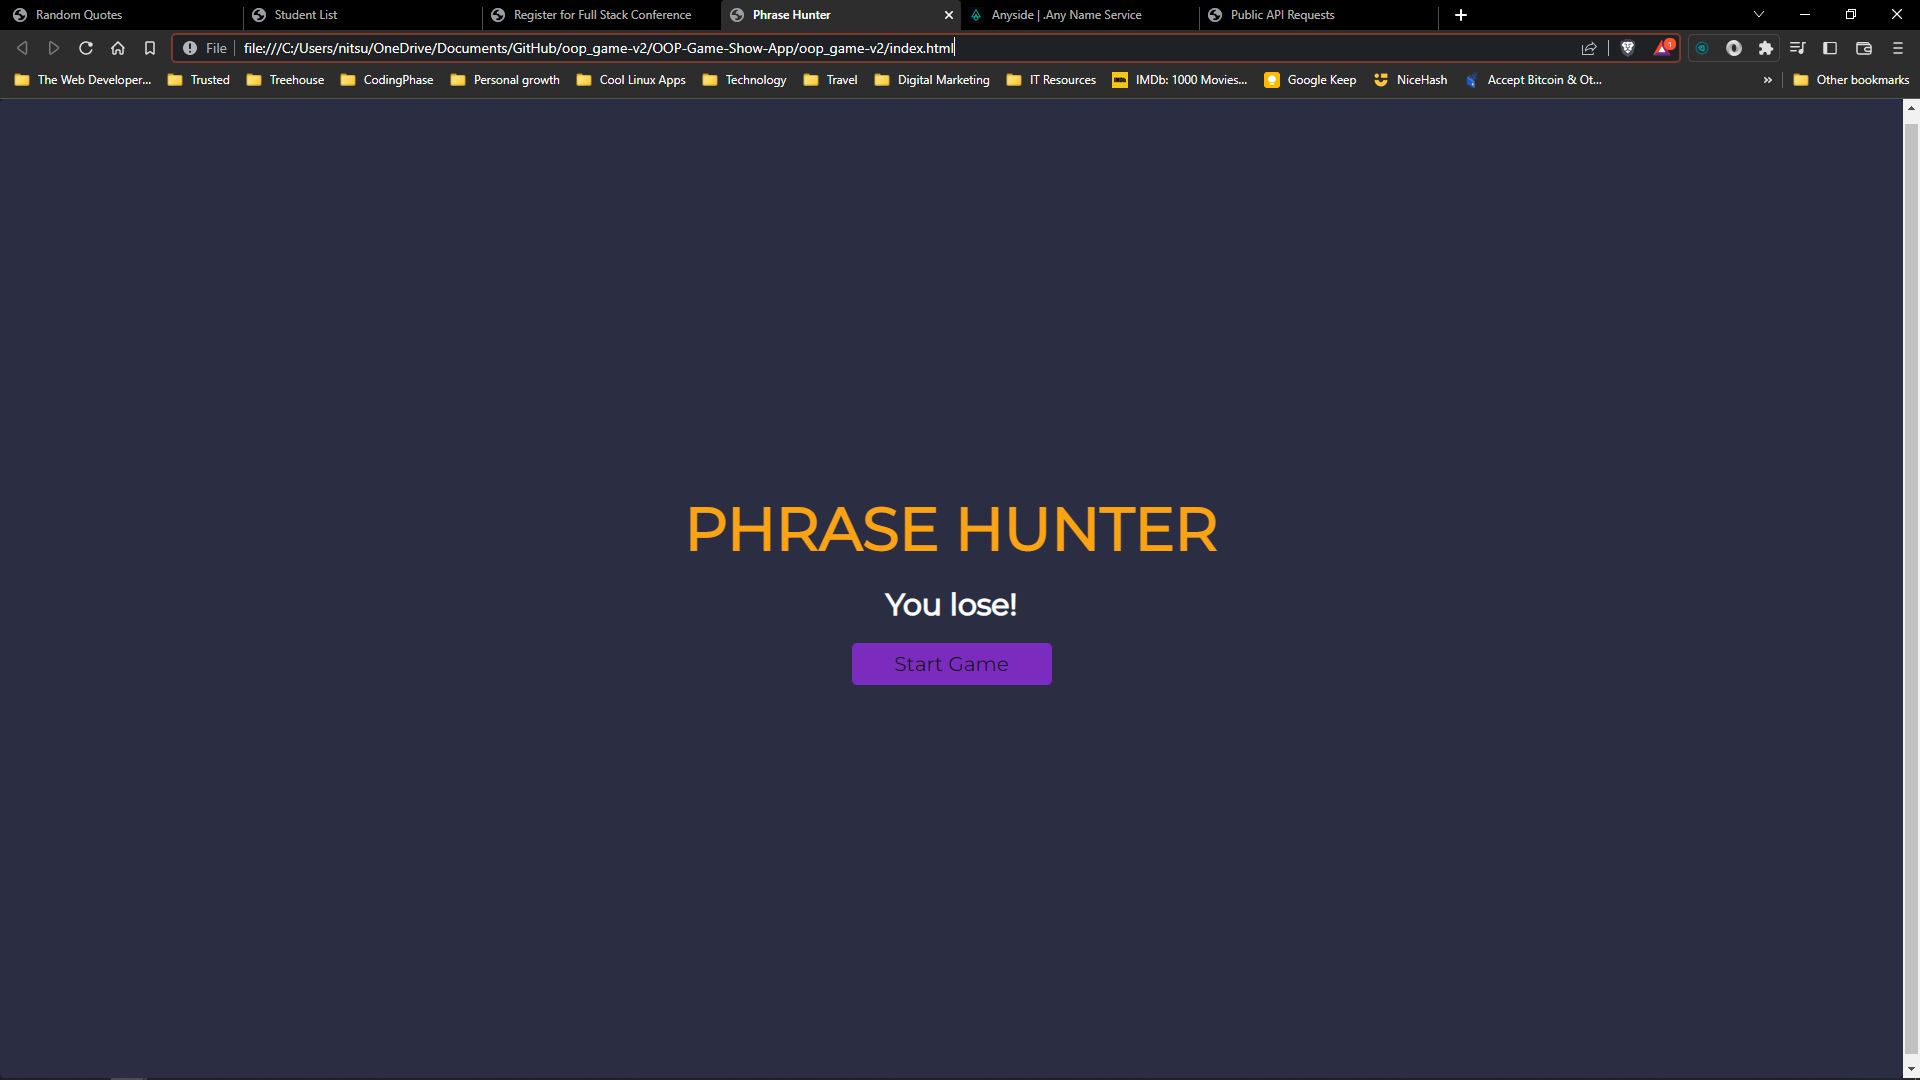 Random Quotes
Student List
Register for Full Stack Conference
Phrase Hunter
Anyside | .Any Name Service
Public API Requests
File file:///C:/Users/nitsu/OneDrive/Documents/GitHub/oop_game-v2/OOP-Game-Show-App/oop_game-v2/index.html
1
The Web Developer...
Trusted
Treehouse
CodingPhase
Personal growth
Cool Linux Apps
Technology
Travel
Digital Marketing
IT Resources
IMDb: 1000 Movies...
Google Keep
NiceHash
Accept Bitcoin & Ot...
Other bookmarks
PHRASE HUNTER
You lose!
Start Game